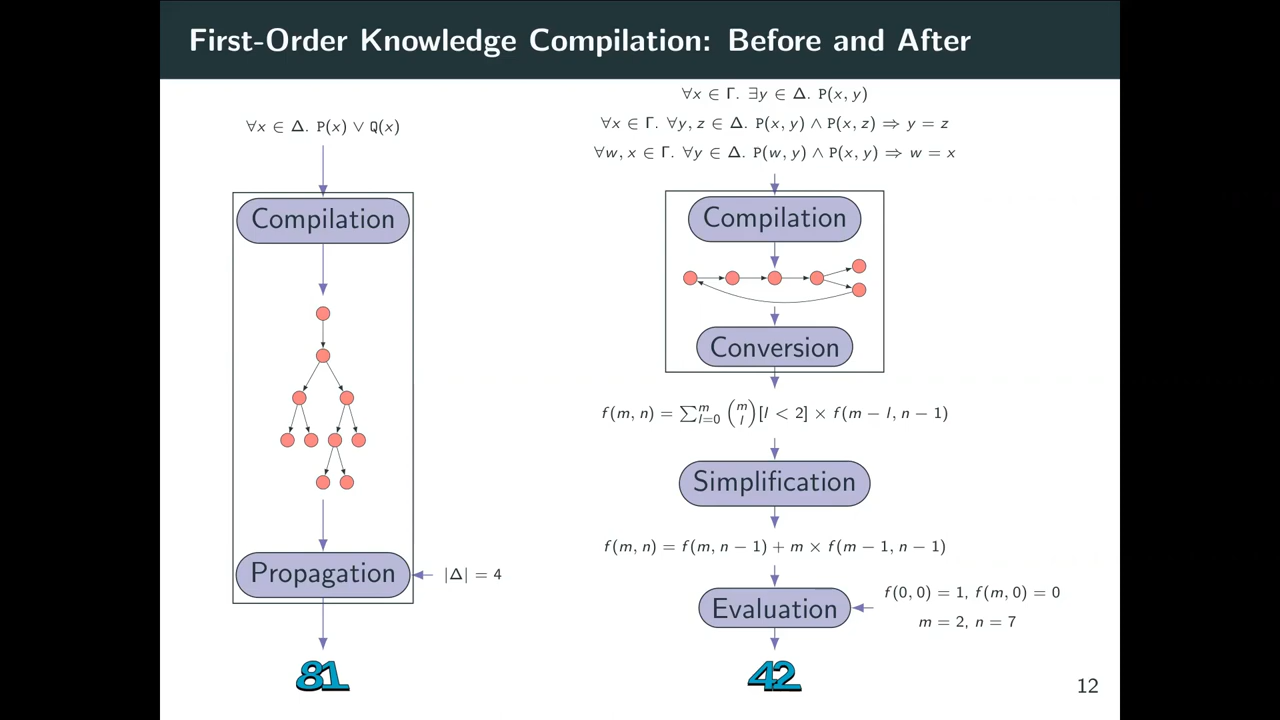 First-Order Knowledge Compilation: Before and After
∀x ∈ Δ. P(x) ∨ Q(x)
Compilation
Propagation
|Δ| = 4
81
∀x ∈ Γ. ∃y ∈ Δ. P(x, y)
∀x ∈ Γ. ∀y, z ∈ Δ. P(x, y) ∧ P(x, z) ⇒ y = z
∀w, x ∈ Γ. ∀y ∈ Δ. P(w, y) ∧ P(x, y) ⇒ w = x
Compilation
Conversion
f(m, n) = ∑_{l=0}^{m} \binom{m}{l}[l < 2] × f(m − l, n − 1)
Simplification
f(m, n) = f(m, n − 1) + m × f(m − 1, n − 1)
Evaluation
f(0, 0) = 1, f(m, 0) = 0
m = 2, n = 7
42
12